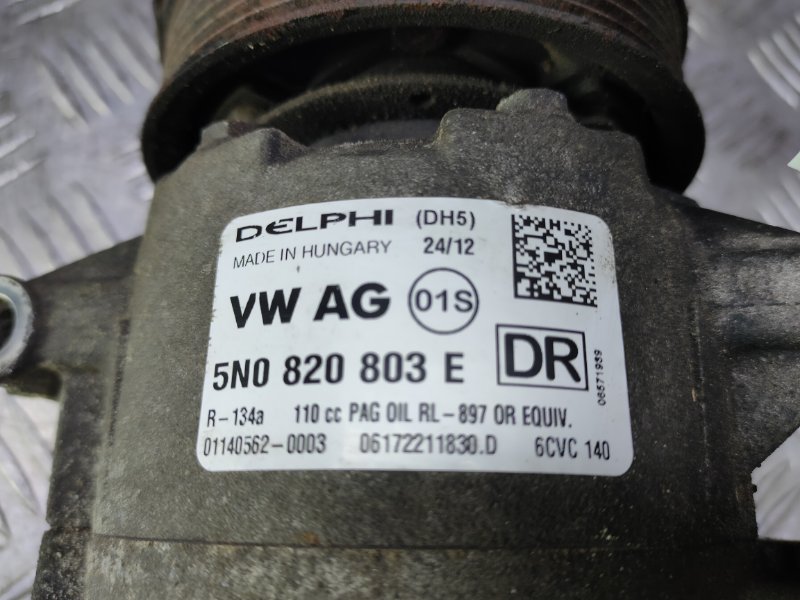 DELPHI (DH5)
MADE IN HUNGARY 24/12
VW AG 01S
5N0 820 803 E DR
06571939
R-134a 110 cc PAG OIL RL-897 OR EQUIV.
01140562-0003 06172211830.D 6CVC 140